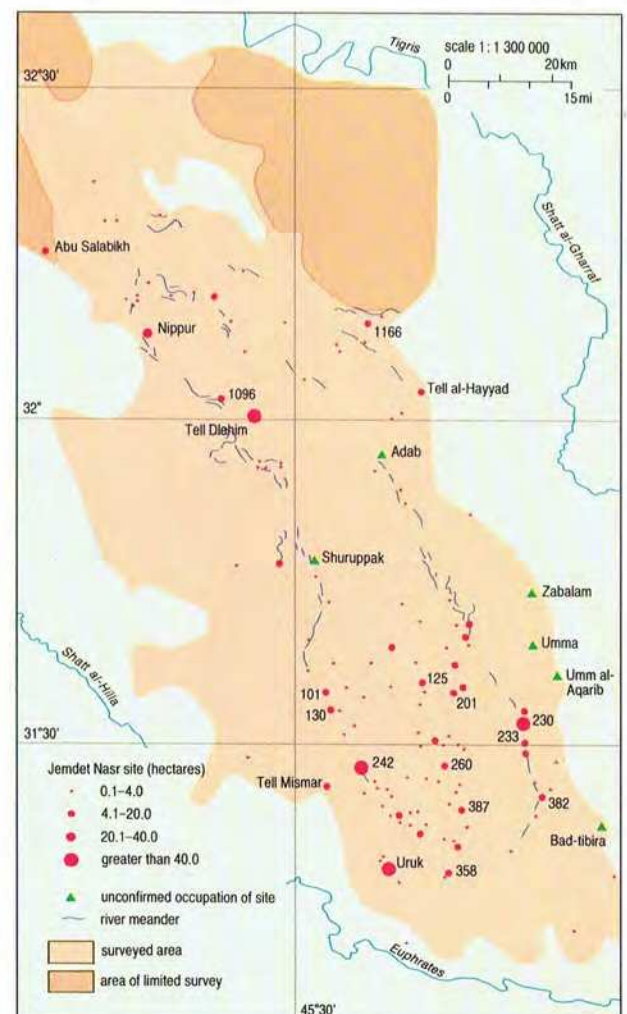 Tigris
scale 1 : 1 300 000
0 20 km
0 15 mi
32°30'
Shatt al-Gharraf
Abu Salabikh
Nippur
1166
1096
Tell al-Hayyad
32°
Tell Dlehim
Adab
Shuruppak
Zabalam
Umma
Umm al-
Aqarib
Shatt al-Hilla
125
101
201
130
230
233
31°30'
242
260
Jemdet Nasr site (hectares)
Tell Mismar
0.1–4.0
4.1–20.0
20.1–40.0
greater than 40.0
387
382
Bad-tibira
Uruk
358
unconfirmed occupation of site
river meander
surveyed area
area of limited survey
Euphrates
45°30'